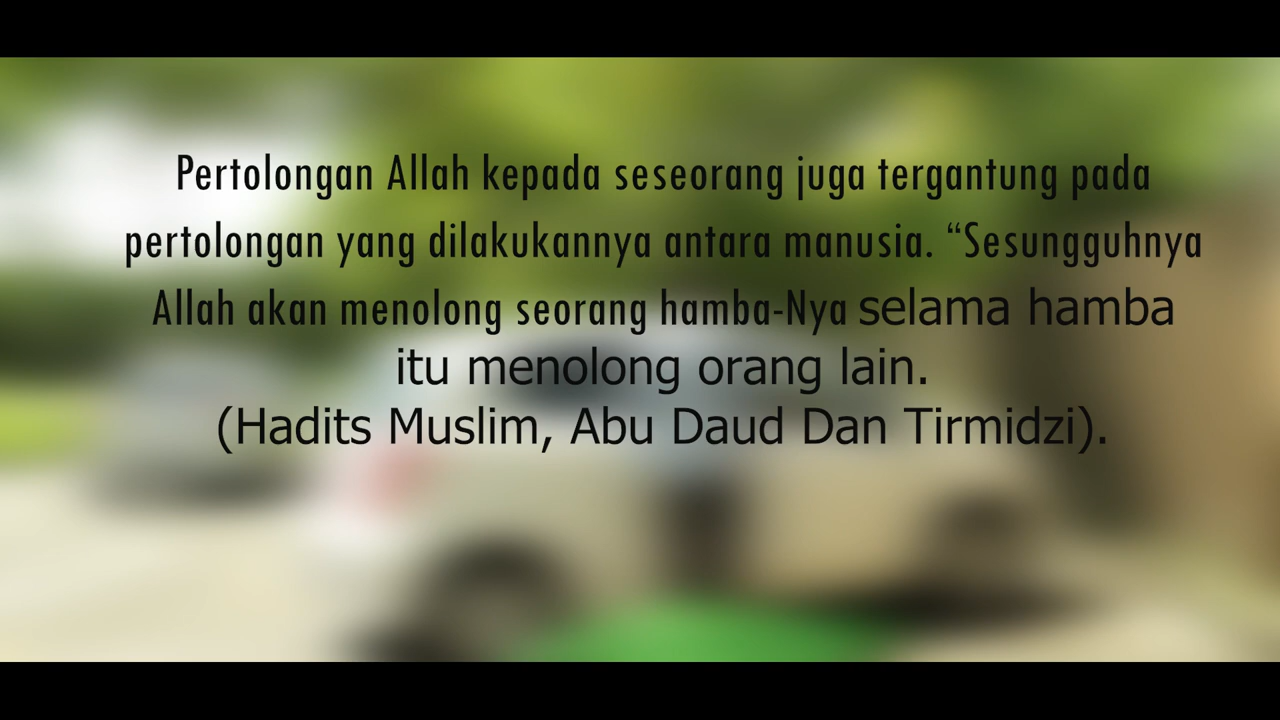 Pertolongan Allah kepada seseorang juga tergantung pada
pertolongan yang dilakukannya antara manusia. “Sesungguhnya
Allah akan menolong seorang hamba-Nya selama hamba
itu menolong orang lain.
(Hadits Muslim, Abu Daud Dan Tirmidzi).